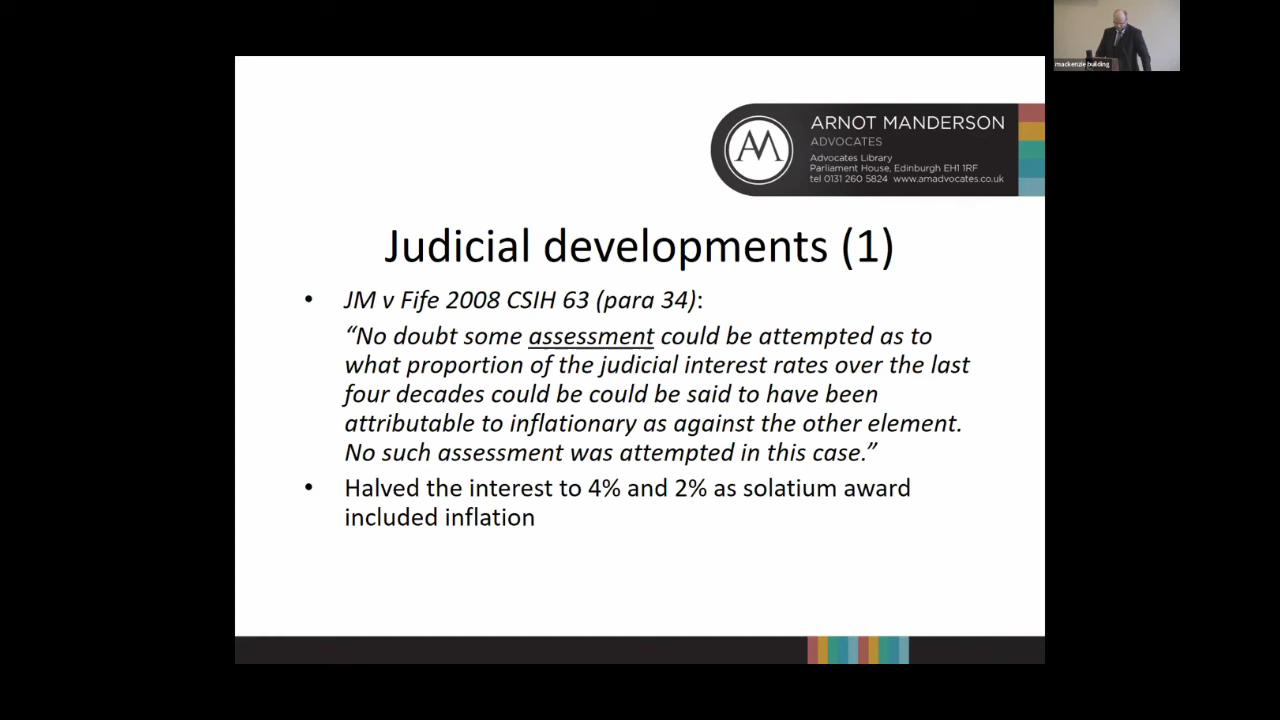 mackenzie building
AM
ARNOT MANDERSON
ADVOCATES
Advocates Library
Parliament House, Edinburgh EH1 1RF
tel 0131 260 5824 www.amadvocates.co.uk
Judicial developments (1)
• JM v Fife 2008 CSIH 63 (para 34):
“No doubt some assessment could be attempted as to
what proportion of the judicial interest rates over the last
four decades could be could be said to have been
attributable to inflationary as against the other element.
No such assessment was attempted in this case.”
• Halved the interest to 4% and 2% as solatium award
included inflation